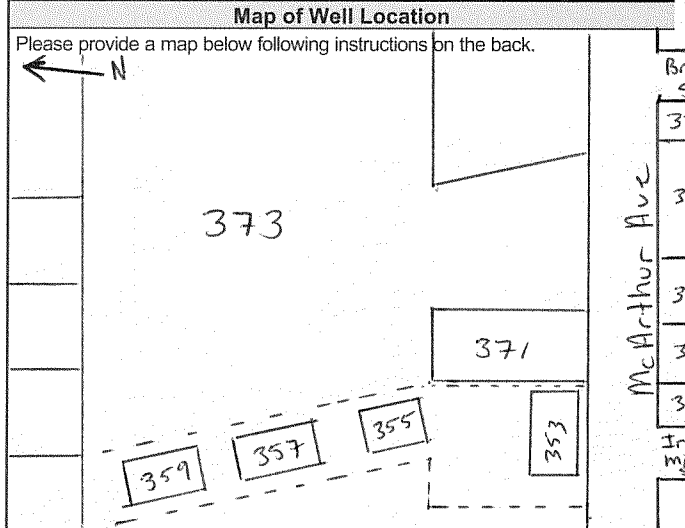 Map of Well Location
Please provide a map below following instructions on the back.
N
373
McArthur Ave
371
355
353
357
359